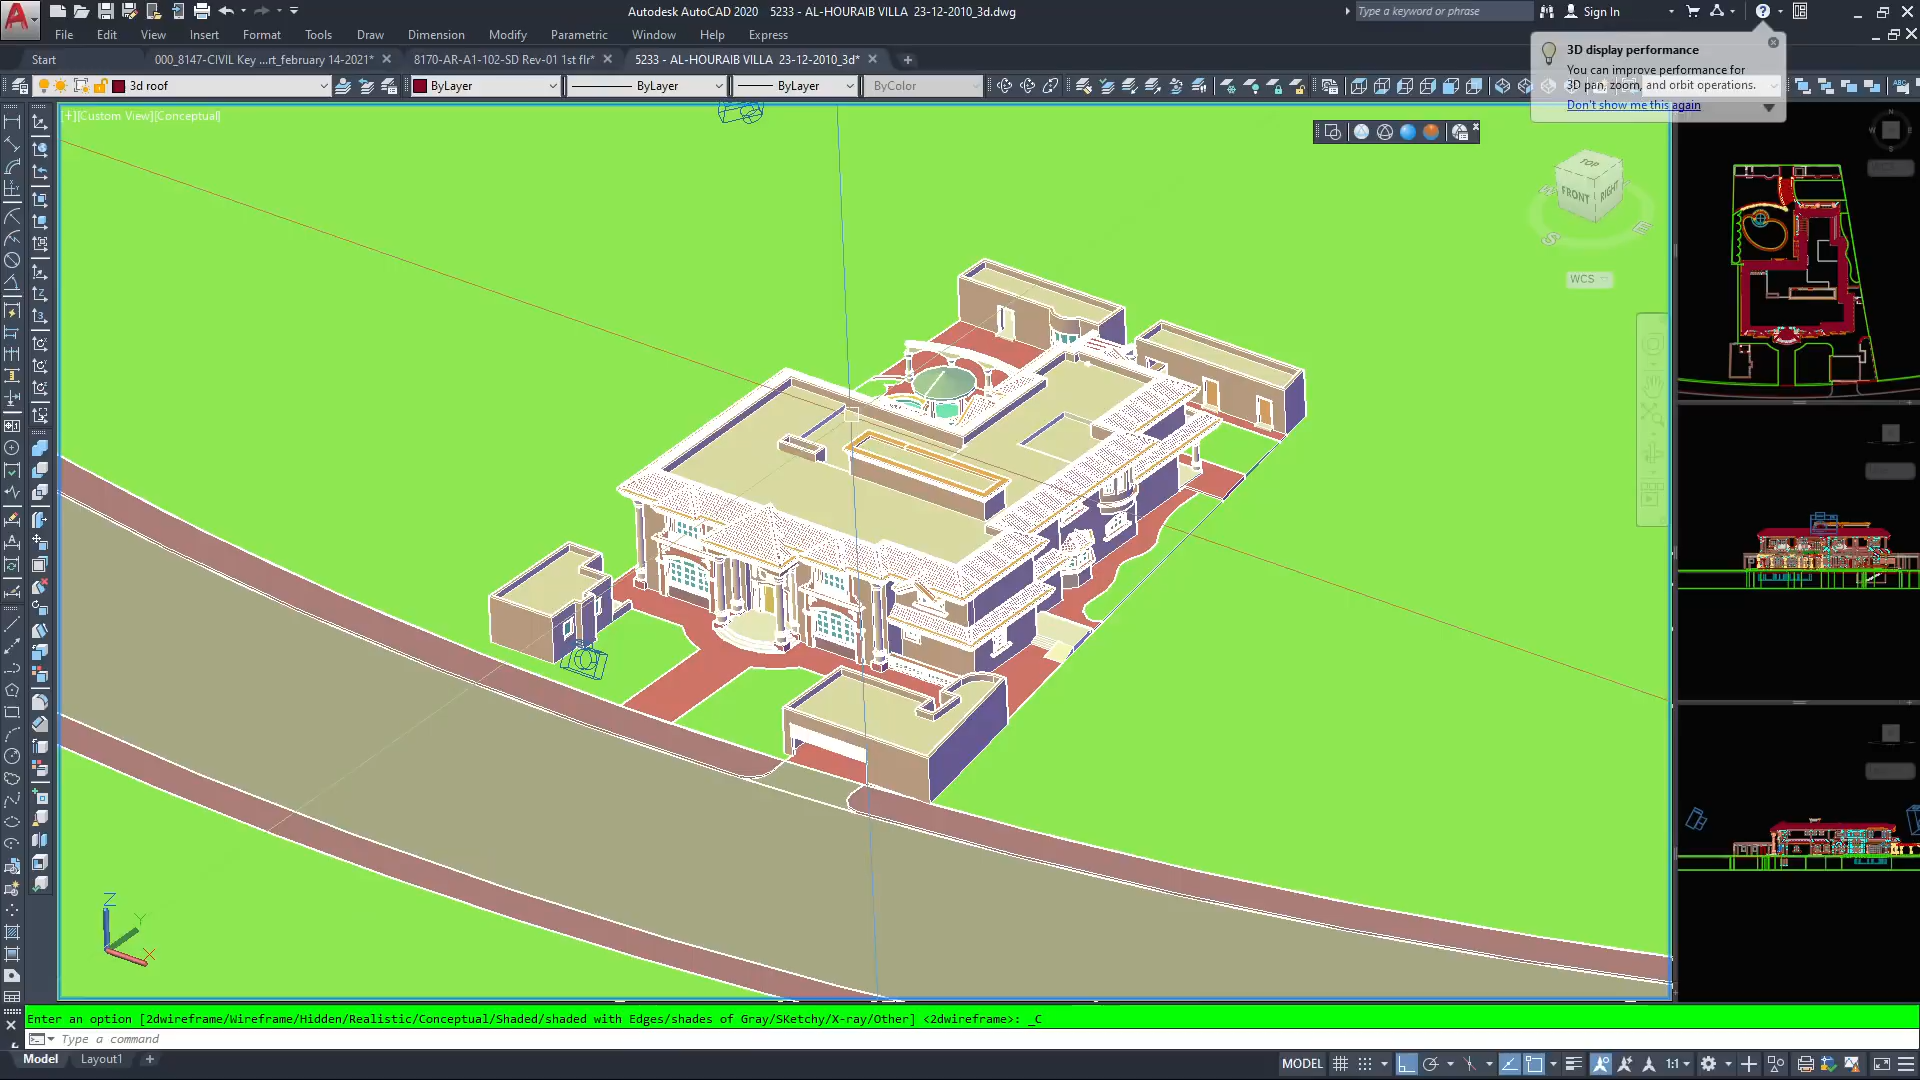 Autodesk AutoCAD 2020   5233 - AL-HOURAIB VILLA  23-12-2010_3d.dwg
Type a keyword or phrase
Sign In
File Edit View Insert Format Tools Draw Dimension Modify Parametric Window Help Express
Start
000_8147-CIVIL Key ...rt_february 14-2021*
8170-AR-A1-102-SD Rev-01 1st flr*
5233 - AL-HOURAIB VILLA  23-12-2010_3d*
3D display performance
You can improve performance for
3D pan, zoom, and orbit operations.
Don't show me this again
3d roof
ByLayer
ByLayer
ByLayer
ByColor
[+][Custom View][Conceptual]
TOP
FRONT
RIGHT
S
E
WCS
N
W
E
Z
Y
X
Enter an option [2dwireframe/Wireframe/Hidden/Realistic/Conceptual/Shaded/shaded with Edges/shades of Gray/SKetchy/X-ray/Other] <2dwireframe>: _C
Type a command
Model
Layout1
MODEL
1:1